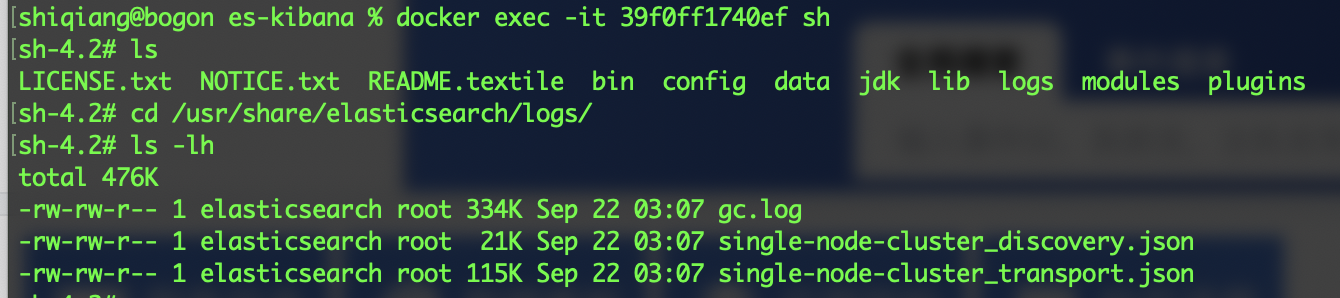 [shiqiang@bogon es-kibana % docker exec -it 39f0ff1740ef sh
[sh-4.2# ls
LICENSE.txt  NOTICE.txt  README.textile  bin  config  data  jdk  lib  logs  modules  plugins
[sh-4.2# cd /usr/share/elasticsearch/logs/
[sh-4.2# ls -lh
total 476K
-rw-rw-r-- 1 elasticsearch root 334K Sep 22 03:07 gc.log
-rw-rw-r-- 1 elasticsearch root  21K Sep 22 03:07 single-node-cluster_discovery.json
-rw-rw-r-- 1 elasticsearch root 115K Sep 22 03:07 single-node-cluster_transport.json